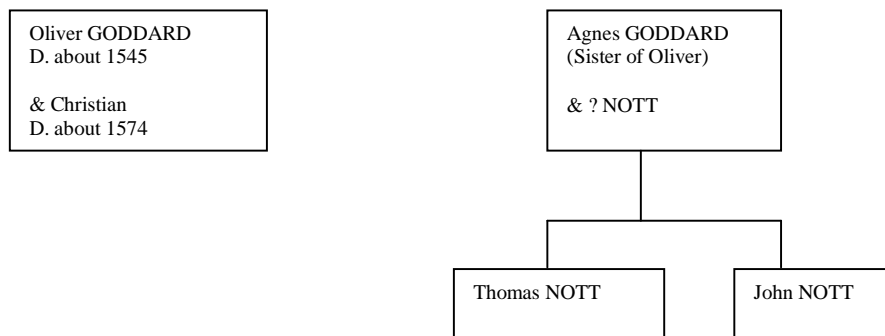 Oliver GODDARD
D. about 1545
& Christian
D. about 1574
Agnes GODDARD
(Sister of Oliver)
& ? NOTT
Thomas NOTT
John NOTT